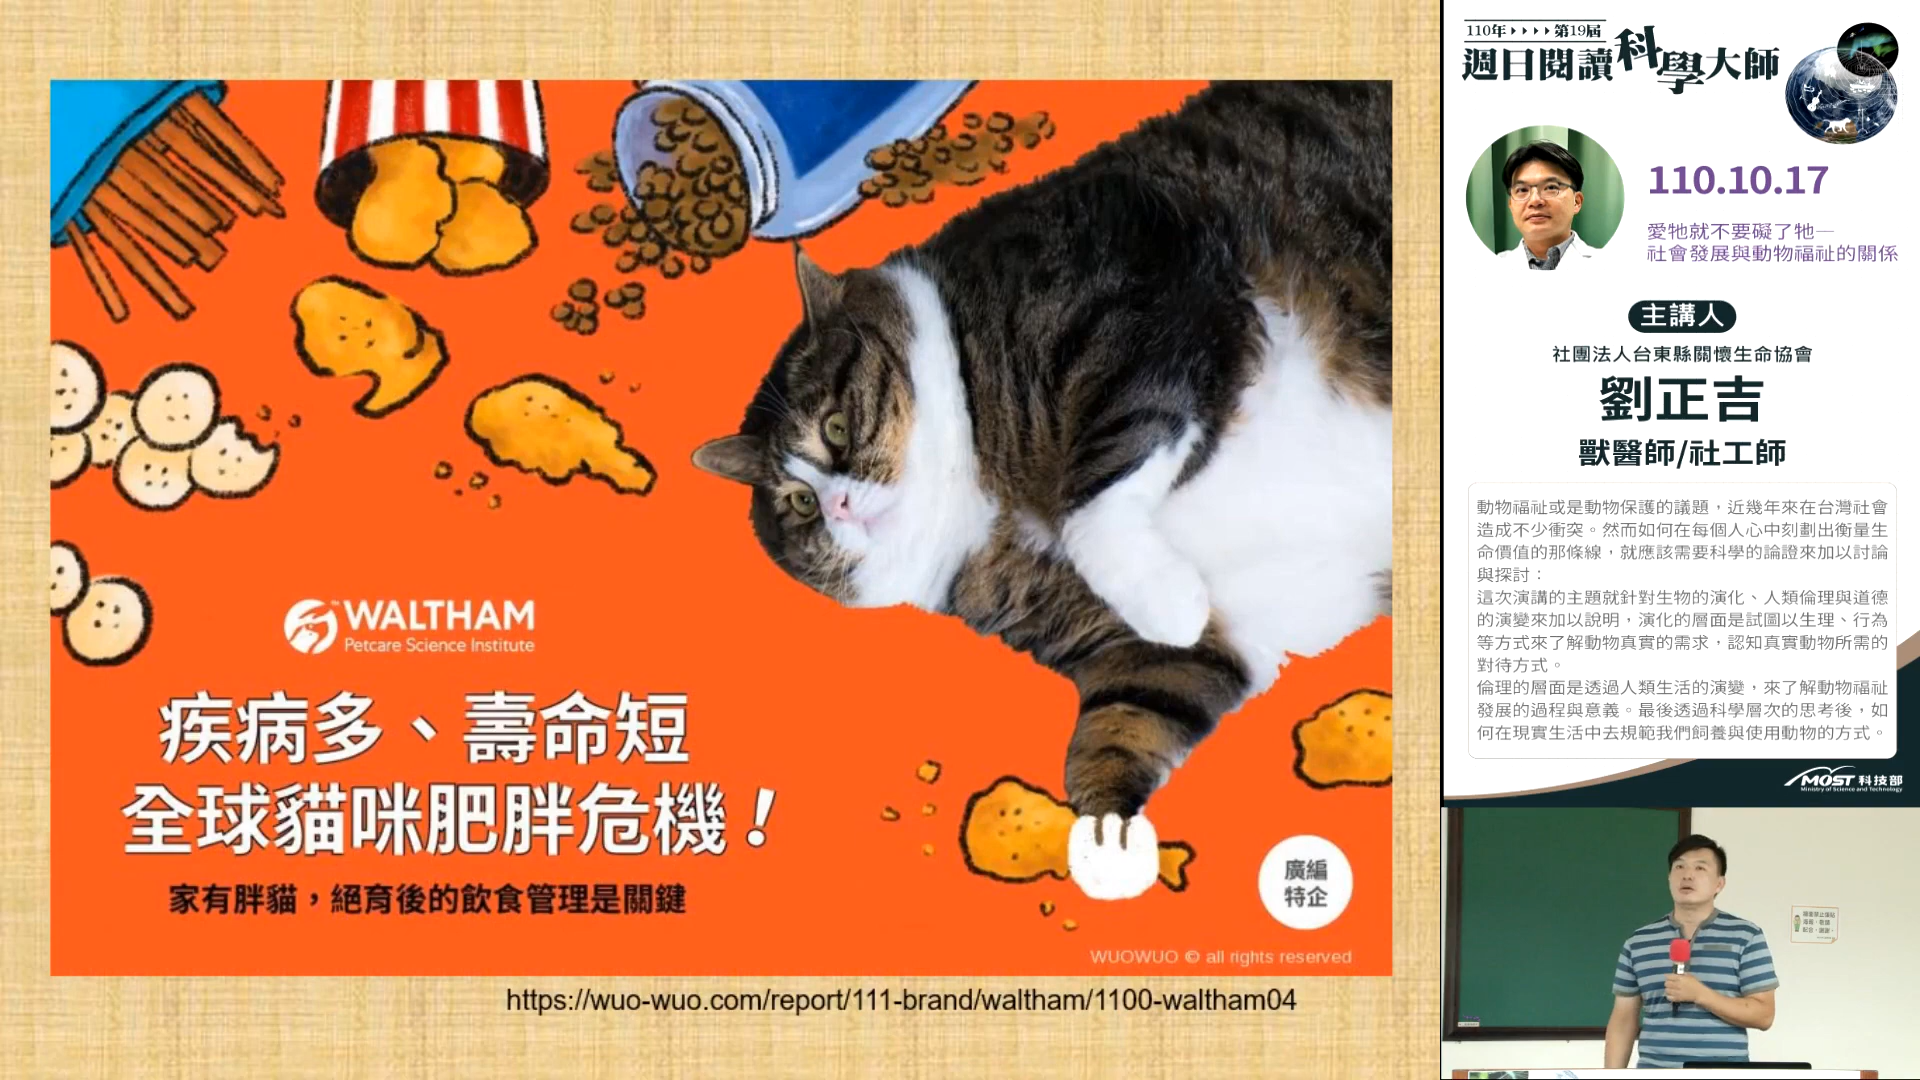 WALTHAM
Petcare Science Institute
疾病多、壽命短
全球貓咪肥胖危機！
家有胖貓，絕育後的飲食管理是關鍵
廣編
特企
WUOWUO © all rights reserved
https://wuo-wuo.com/report/111-brand/waltham/1100-waltham04
110年 第19屆
週日閱讀科學大師
110.10.17
愛牠就不要礙了牠—
社會發展與動物福祉的關係
主講人
社團法人台東縣關懷生命協會
劉正吉
獸醫師/社工師
動物福祉或是動物保護的議題，近幾年來在台灣社會
造成不少衝突。然而如何在每個人心中刻劃出衡量生
命價值的那條線，就應該需要科學的論證來加以討論
與探討：
這次演講的主題就針對生物的演化、人類倫理與道德
的演變來加以說明，演化的層面是試圖以生理、行為
等方式來了解動物真實的需求，認知真實動物所需的
對待方式。
倫理的層面是透過人類生活的演變，來了解動物福祉
發展的過程與意義。最後透過科學層次的思考後，如
何在現實生活中去規範我們飼養與使用動物的方式。
MOST 科技部
Ministry of Science and Technology